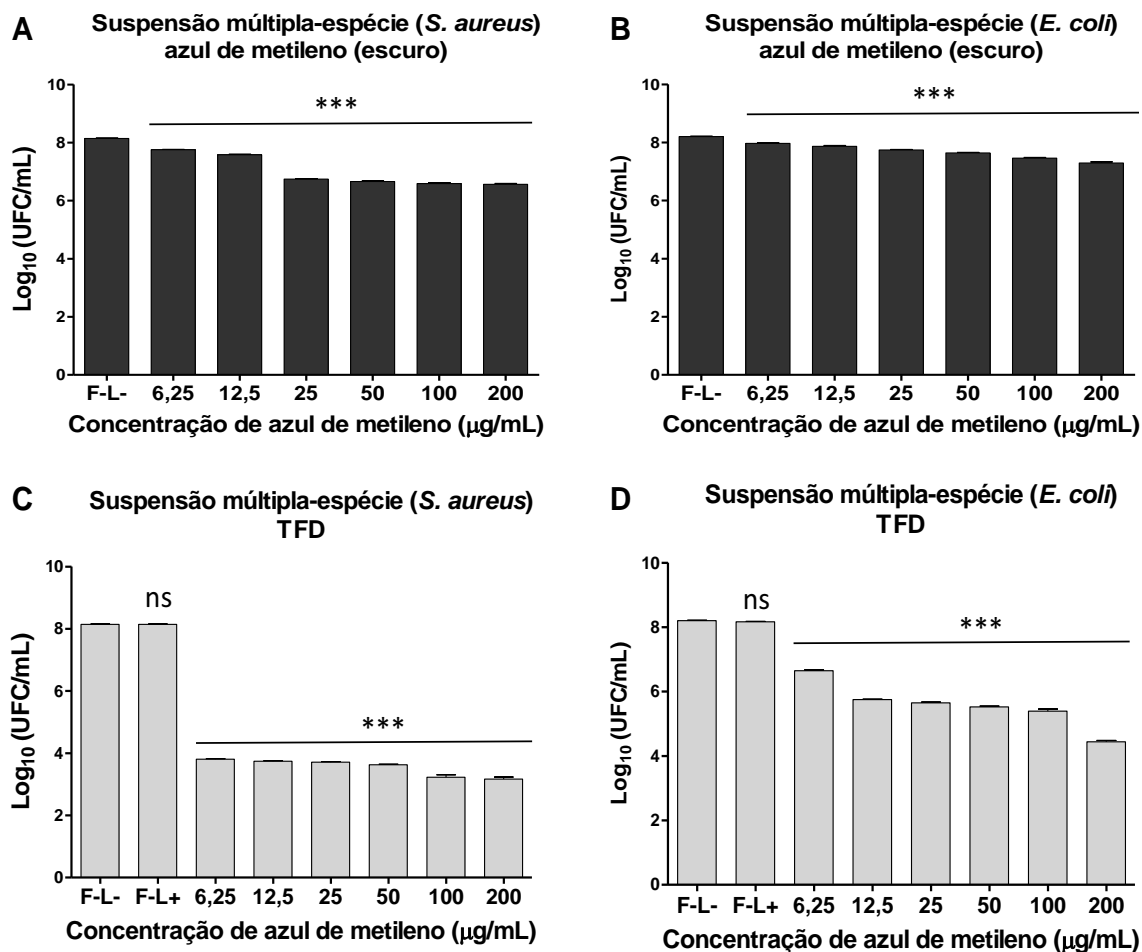 A
Suspensão múltipla-espécie (S. aureus)
azul de metileno (escuro)
***
Log10 (UFC/mL)
10
8
6
4
2
0
F-L- 6,25 12,5 25 50 100 200
Concentração de azul de metileno (µg/mL)
B
Suspensão múltipla-espécie (E. coli)
azul de metileno (escuro)
***
Log10 (UFC/mL)
10
8
6
4
2
0
F-L- 6,25 12,5 25 50 100 200
Concentração de azul de metileno (µg/mL)
C
Suspensão múltipla-espécie (S. aureus)
TFD
ns
***
Log10 (UFC/mL)
10
8
6
4
2
0
F-L- F-L+ 6,25 12,5 25 50 100 200
Concentração de azul de metileno (µg/mL)
D
Suspensão múltipla-espécie (E. coli)
TFD
ns
***
Log10 (UFC/mL)
10
8
6
4
2
0
F-L- F-L+ 6,25 12,5 25 50 100 200
Concentração de azul de metileno (µg/mL)